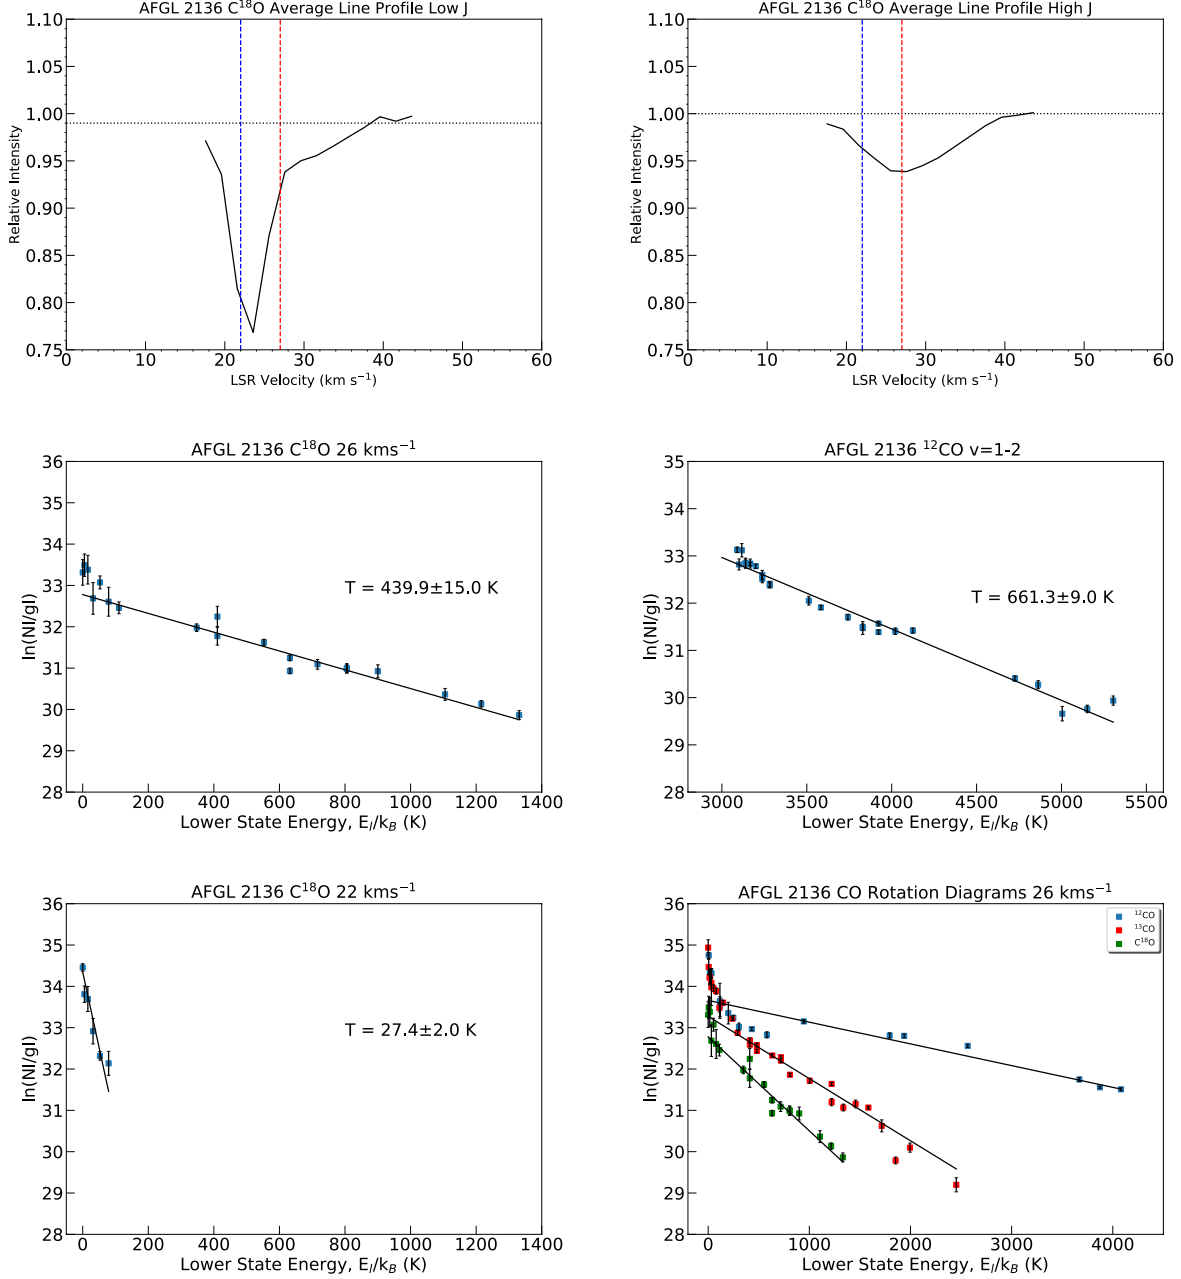 AFGL 2136 C¹⁸O Average Line Profile Low J
1.10
1.05
1.00
0.95
0.90
0.85
0.80
0.75
Relative Intensity
0 10 20 30 40 50 60
LSR Velocity (km s⁻¹)
AFGL 2136 C¹⁸O Average Line Profile High J
1.10
1.05
1.00
0.95
0.90
0.85
0.80
0.75
Relative Intensity
0 10 20 30 40 50 60
LSR Velocity (km s⁻¹)
AFGL 2136 C¹⁸O 26 kms⁻¹
36
35
34
33
32
31
30
29
28
ln(Nl/gl)
T = 439.9±15.0 K
0 200 400 600 800 1000 1200 1400
Lower State Energy, E_l/k_B (K)
AFGL 2136 ¹²CO v=1-2
35
34
33
32
31
30
29
28
ln(Nl/gl)
T = 661.3±9.0 K
3000 3500 4000 4500 5000 5500
Lower State Energy, E_l/k_B (K)
AFGL 2136 C¹⁸O 22 kms⁻¹
36
35
34
33
32
31
30
29
28
ln(Nl/gl)
T = 27.4±2.0 K
0 200 400 600 800 1000 1200 1400
Lower State Energy, E_l/k_B (K)
AFGL 2136 CO Rotation Diagrams 26 kms⁻¹
36
35
34
33
32
31
30
29
28
ln(Nl/gl)
¹²CO
¹³CO
C¹⁸O
0 1000 2000 3000 4000
Lower State Energy, E_l/k_B (K)